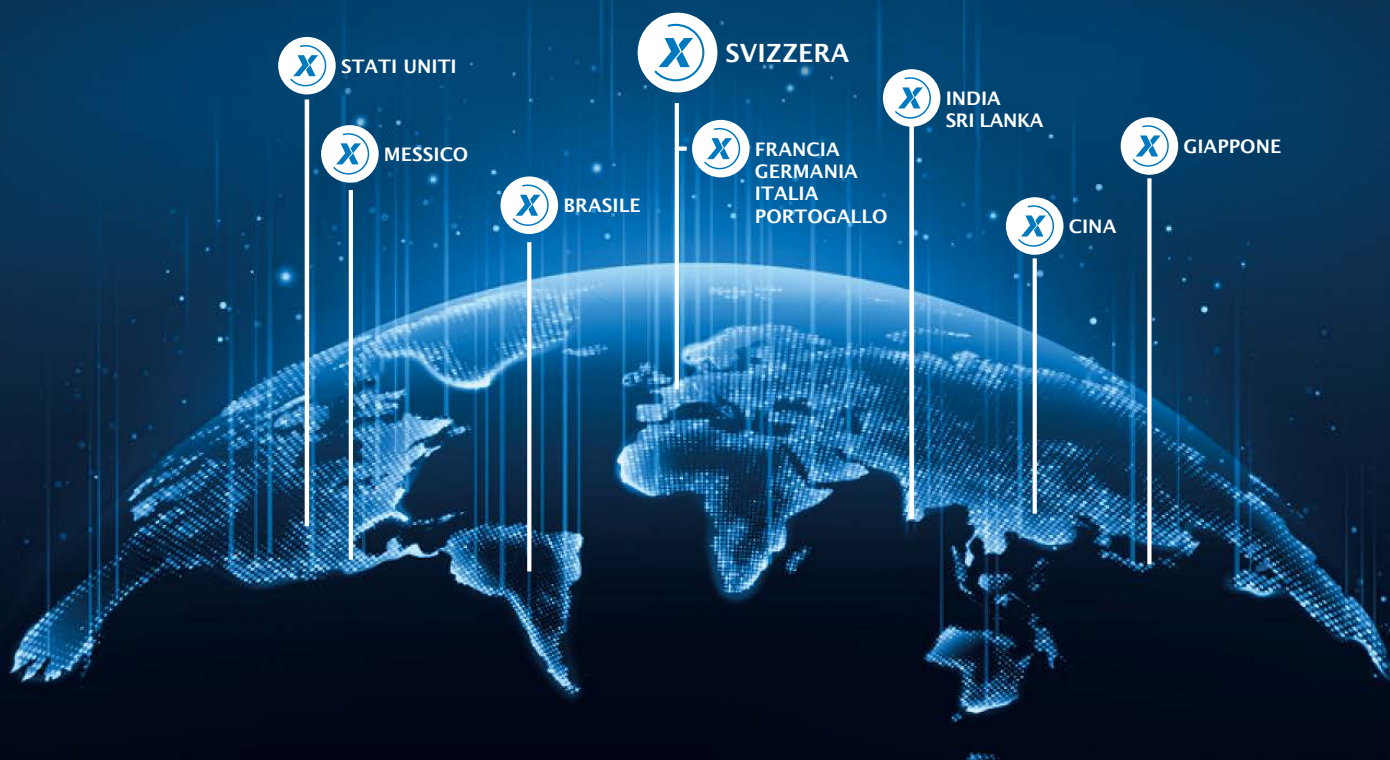 STATI UNITI
SVIZZERA
MESSICO
FRANCIA
GERMANIA
ITALIA
PORTOGALLO
BRASILE
INDIA
SRI LANKA
GIAPPONE
CINA